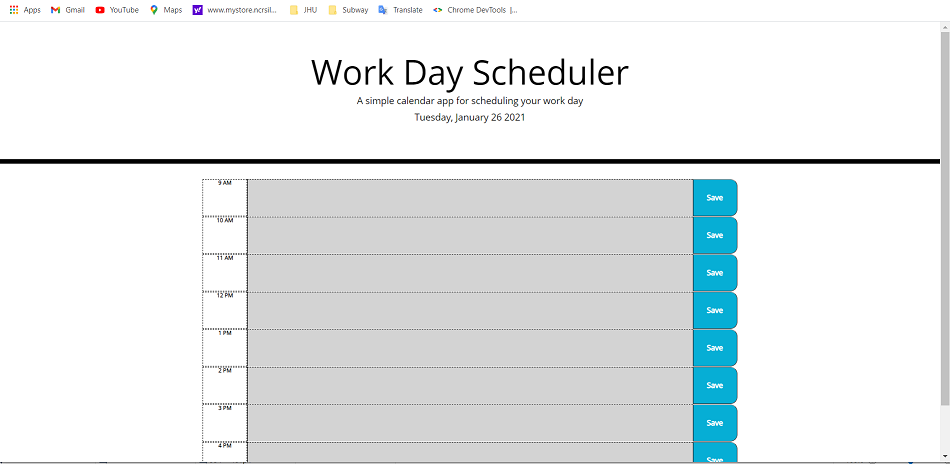 Apps Gmail YouTube Maps www.mystore.ncrsil... JHU Subway Translate Chrome DevTools |...
Work Day Scheduler
A simple calendar app for scheduling your work day
Tuesday, January 26 2021
9 AM Save
10 AM Save
11 AM Save
12 PM Save
1 PM Save
2 PM Save
3 PM Save
4 PM Save